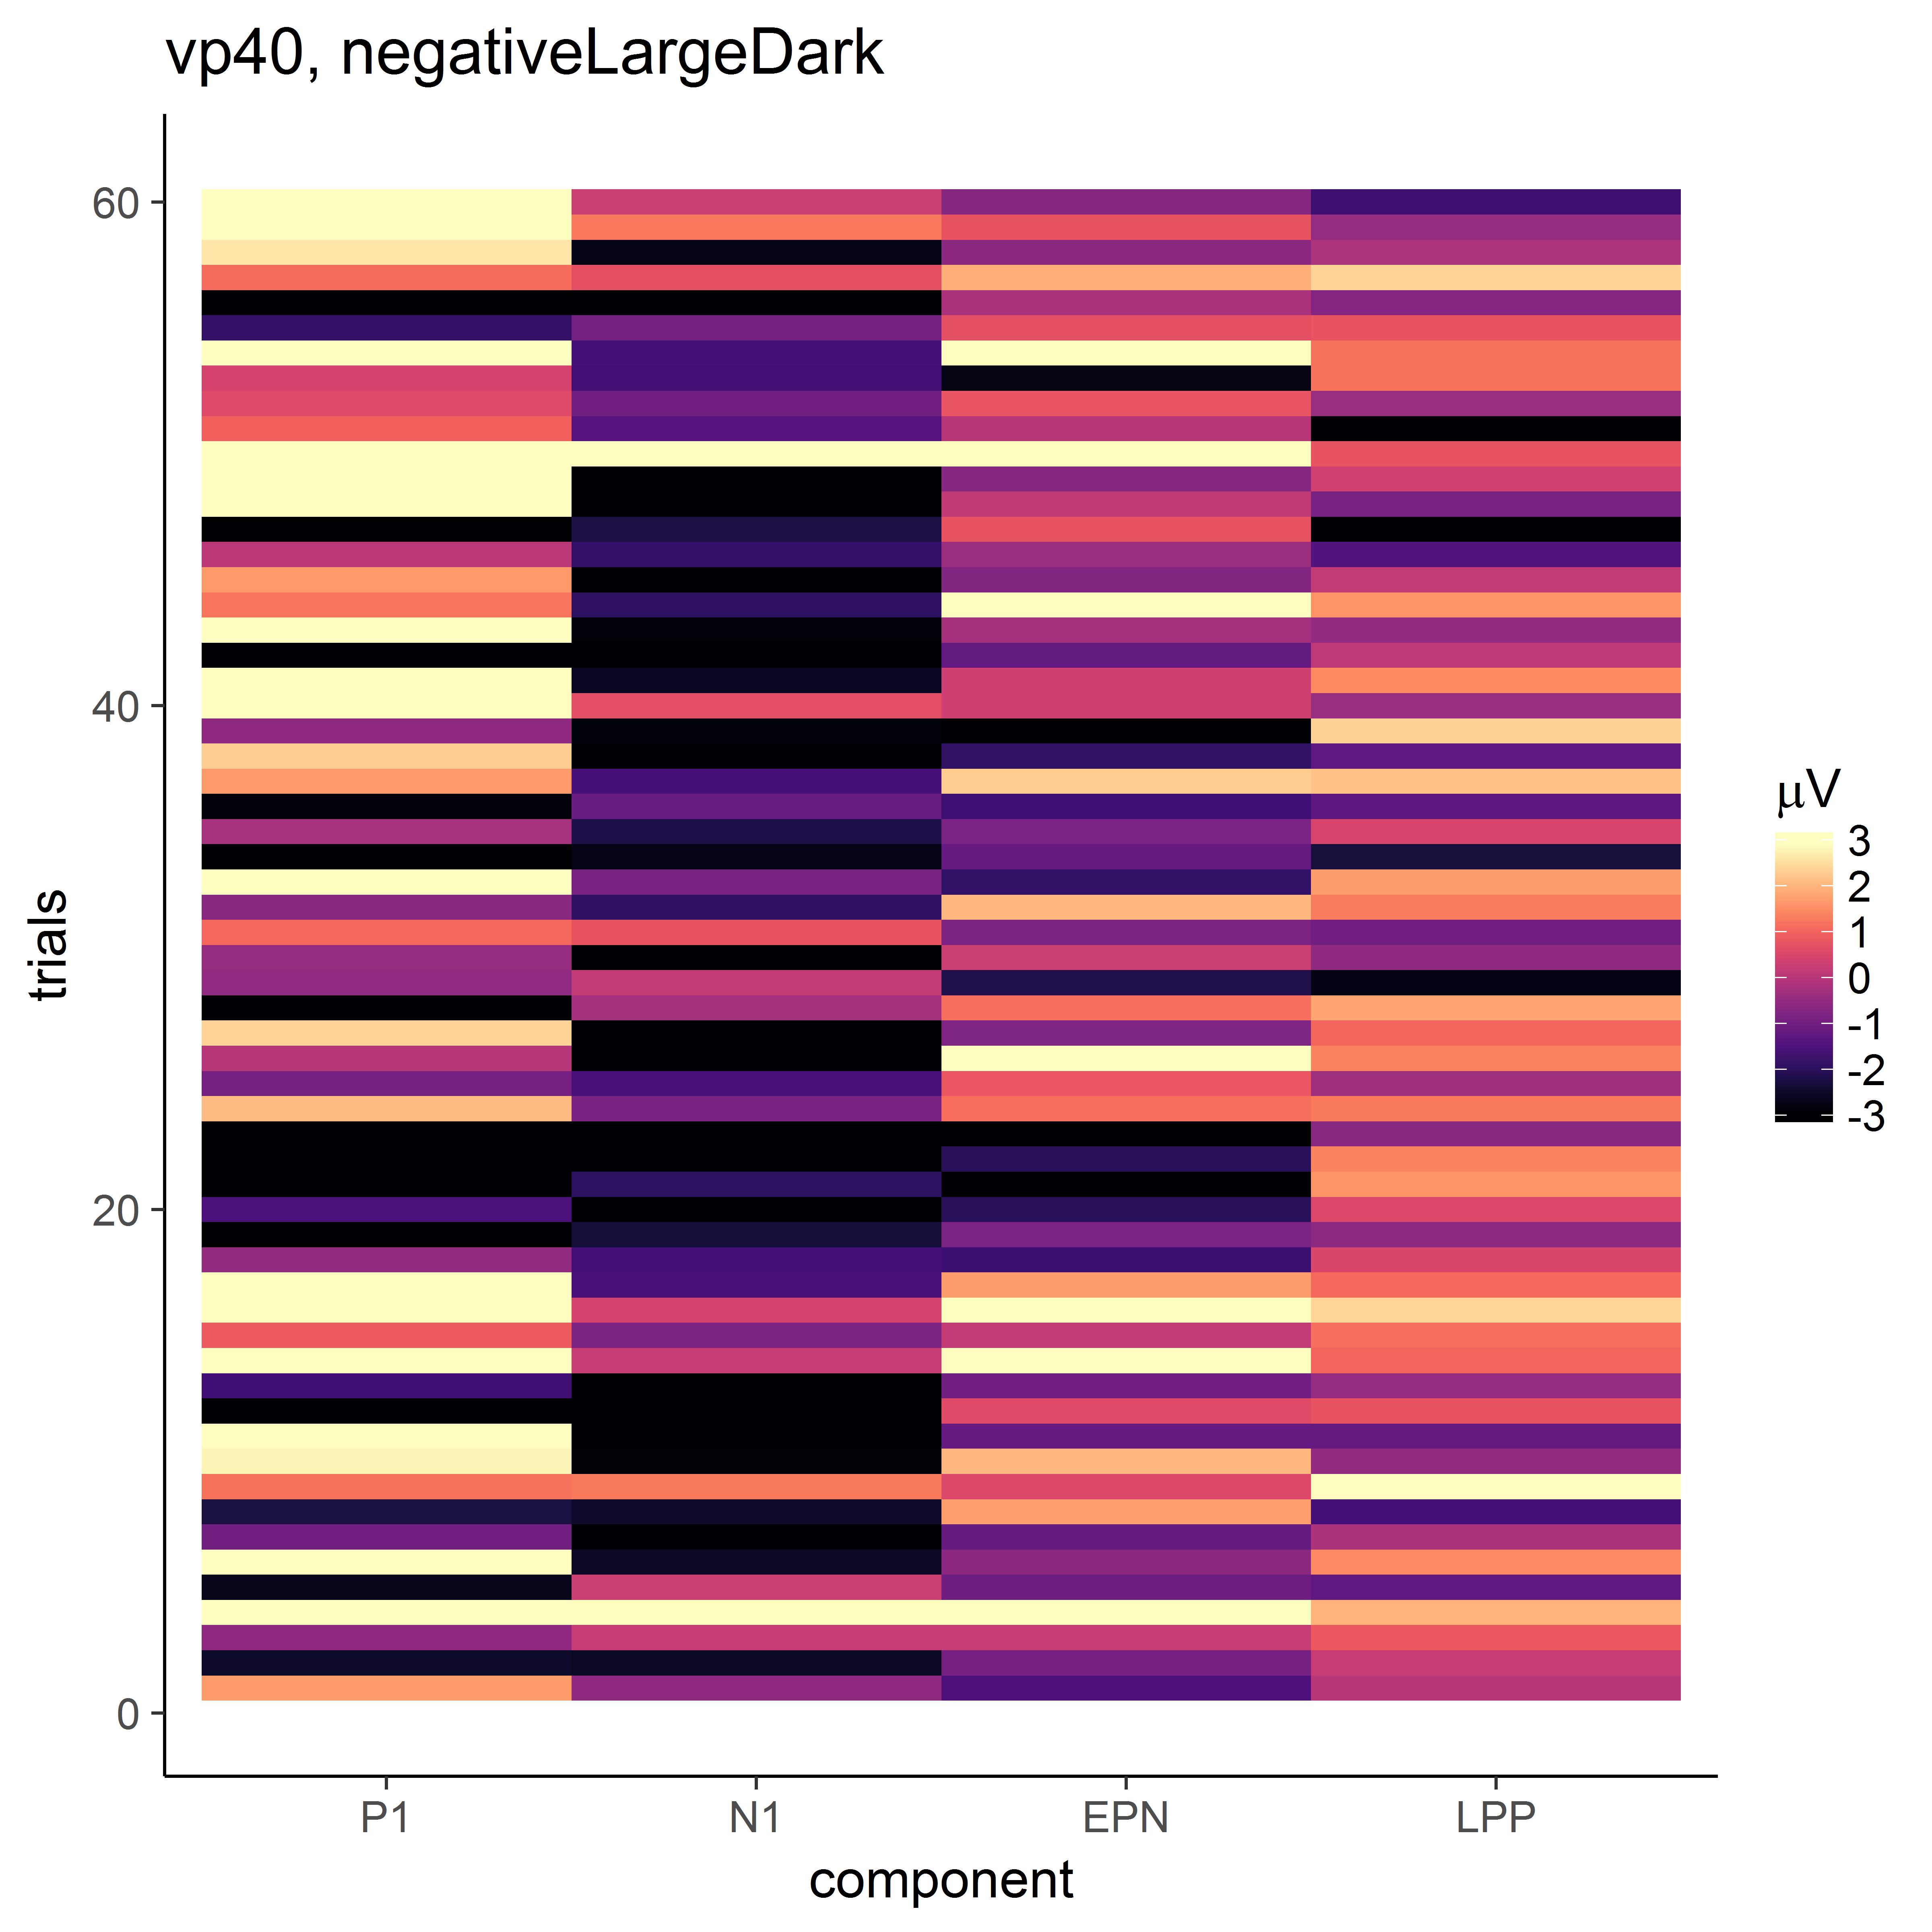 vp40, negativeLargeDark
60
40
20
0
trials
P1 N1 EPN LPP
component
μV
3
2
1
0
-1
-2
-3